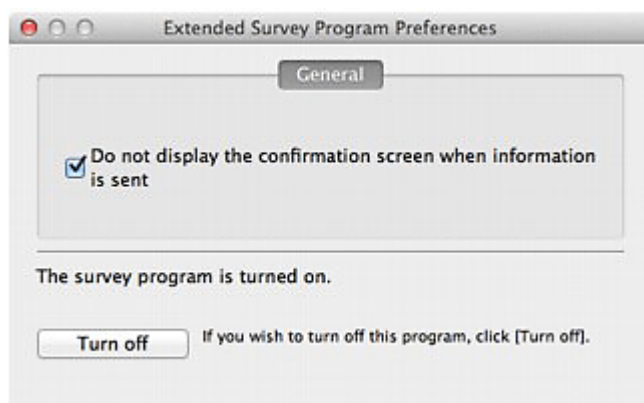 Extended Survey Program Preferences
General
Do not display the confirmation screen when information
is sent
The survey program is turned on.
Turn off
If you wish to turn off this program, click [Turn off].